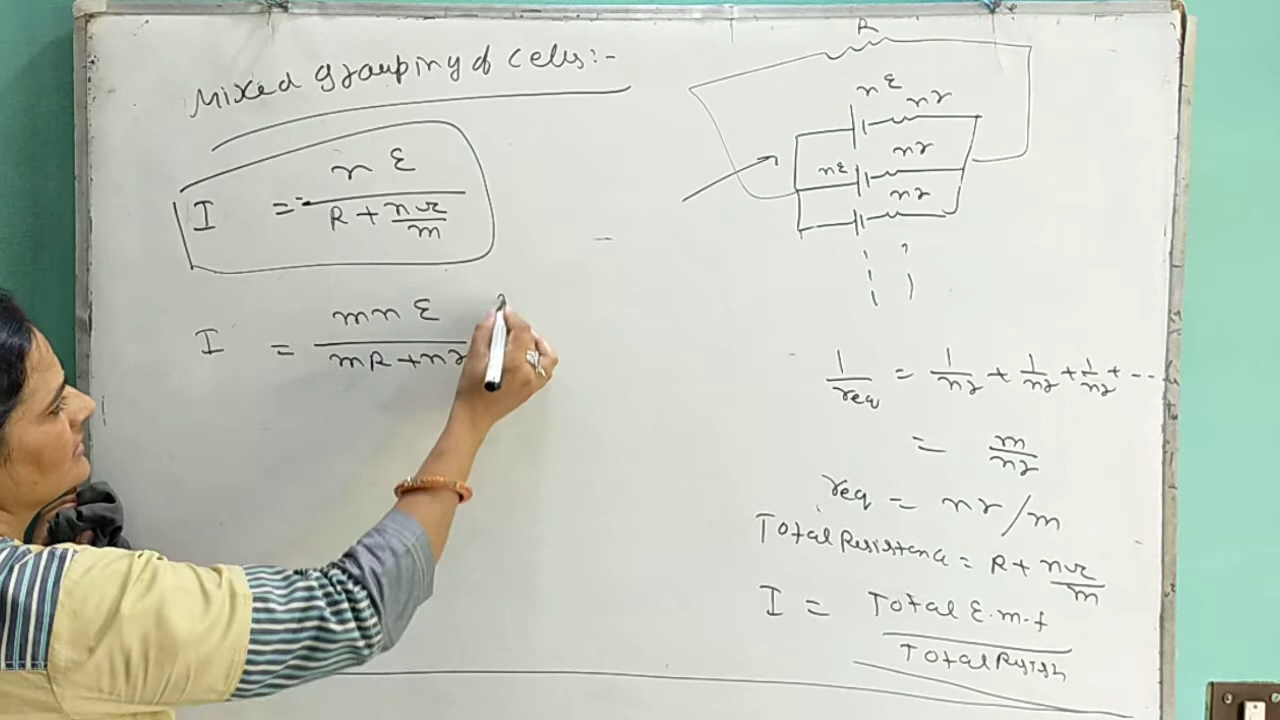 Mixed grouping of cells:-
I = nε / (R + nr/m)
I = mnε / (mR + nr)
R
nε nr
nε nr
nr
1/req = 1/nr + 1/nr + 1/nr + --
= m/nr
req = nr/m
Total Resistance = R + nr/m
I = Total E.m.f / Total Resist